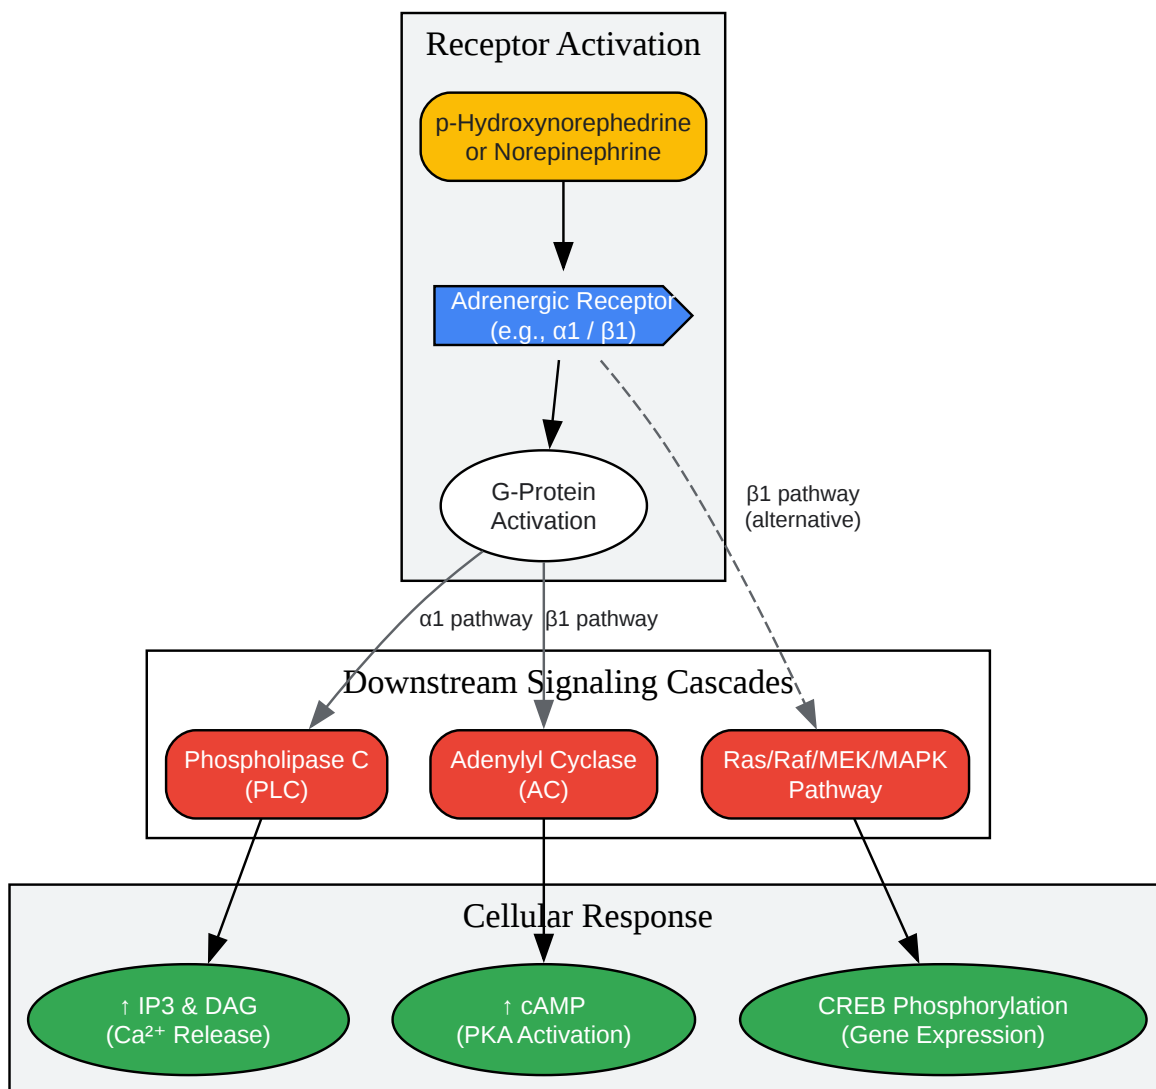 Receptor Activation
p-Hydroxynorephedrine
or Norepinephrine
Adrenergic Receptor
(e.g., α1 / β1)
G-Protein
Activation
β1 pathway
(alternative)
α1 pathway
β1 pathway
Downstream Signaling Cascades
Phospholipase C
(PLC)
Adenylyl Cyclase
(AC)
Ras/Raf/MEK/MAPK
Pathway
Cellular Response
↑ IP3 & DAG
(Ca²⁺ Release)
↑ cAMP
(PKA Activation)
CREB Phosphorylation
(Gene Expression)